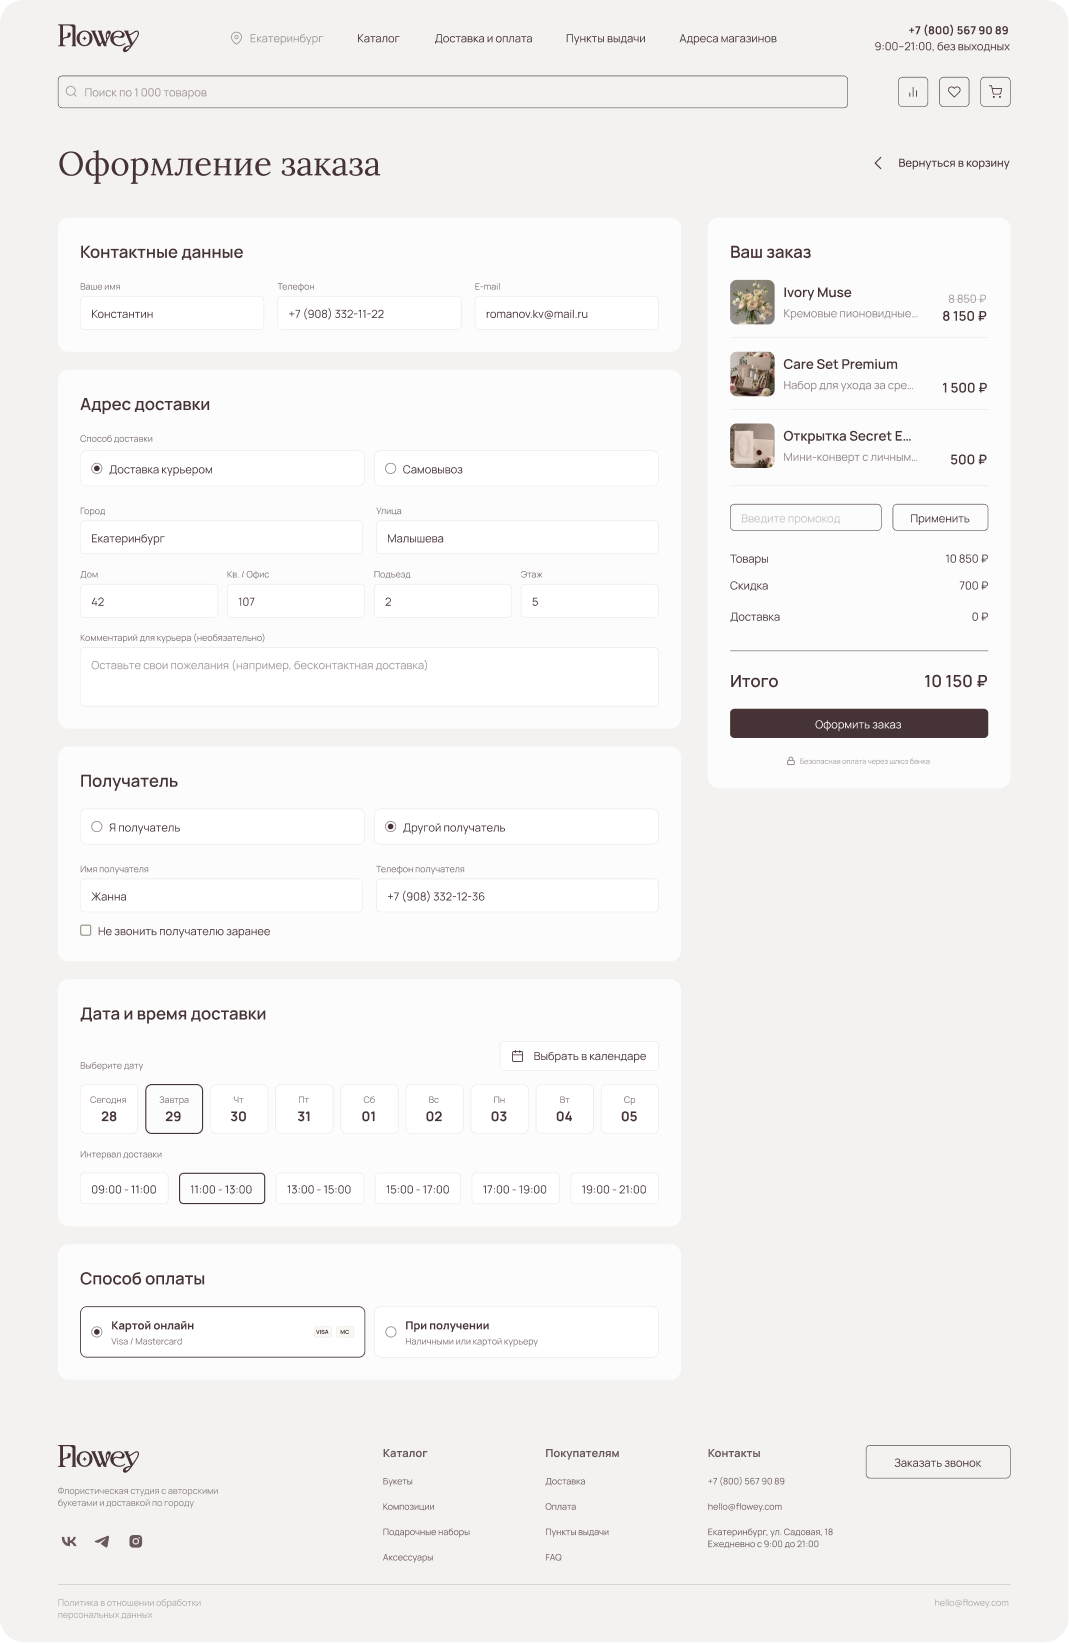 Flowey
Екатеринбург
Каталог
Доставка и оплата
Пункты выдачи
Адреса магазинов
+7 (800) 567 90 89
9:00–21:00, без выходных
Поиск по 1 000 товаров
Оформление заказа
Вернуться в корзину
Контактные данные
Ваше имя
Телефон
E-mail
Константин
+7 (908) 332-11-22
romanov.kv@mail.ru
Адрес доставки
Способ доставки
Доставка курьером
Самовывоз
Город
Улица
Екатеринбург
Малышева
Дом
Кв. / Офис
Подъезд
Этаж
42
107
2
5
Комментарий для курьера (необязательно)
Оставьте свои пожелания (например, бесконтактная доставка)
Получатель
Я получатель
Другой получатель
Имя получателя
Телефон получателя
Жанна
+7 (908) 332-12-36
Не звонить получателю заранее
Дата и время доставки
Выберите дату
Выбрать в календаре
Сегодня
28
Завтра
29
Чт
30
Пт
31
Сб
01
Вс
02
Пн
03
Вт
04
Ср
05
Интервал доставки
09:00 - 11:00
11:00 - 13:00
13:00 - 15:00
15:00 - 17:00
17:00 - 19:00
19:00 - 21:00
Способ оплаты
Картой онлайн
Visa / Mastercard
VISA
MC
При получении
Наличными или картой курьеру
Ваш заказ
Ivory Muse
Кремовые пионовидные...
8 850 ₽
8 150 ₽
Care Set Premium
Набор для ухода за сре...
1 500 ₽
Открытка Secret E...
Мини-конверт с личным...
500 ₽
Введите промокод
Применить
Товары
10 850 ₽
Скидка
700 ₽
Доставка
0 ₽
Итого
10 150 ₽
Оформить заказ
Безопасная оплата через шлюз банка
Flowey
Флористическая студия с авторскими
букетами и доставкой по городу
Каталог
Букеты
Композиции
Подарочные наборы
Аксессуары
Покупателям
Доставка
Оплата
Пункты выдачи
FAQ
Контакты
+7 (800) 567 90 89
hello@flowey.com
Екатеринбург, ул. Садовая, 18
Ежедневно с 9:00 до 21:00
Заказать звонок
Политика в отношении обработки
персональных данных
hello@flowey.com